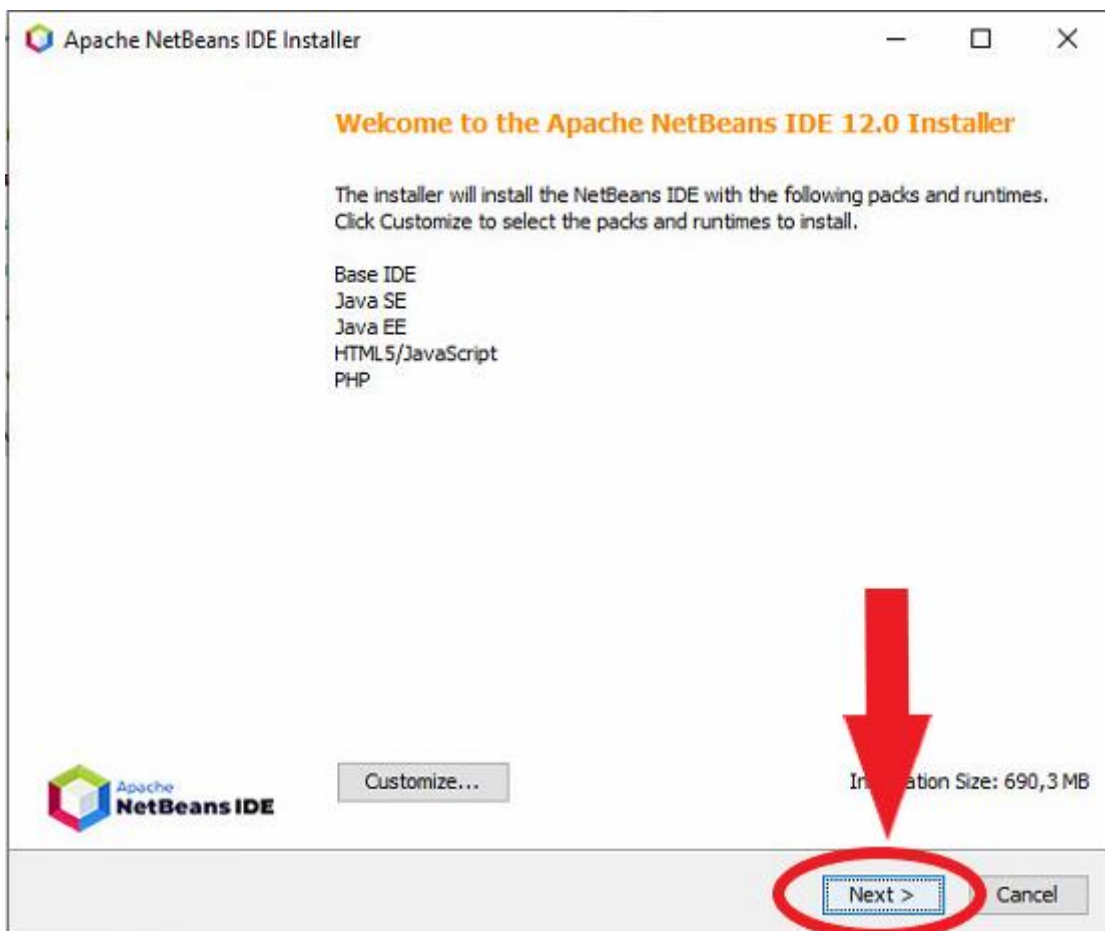 Apache NetBeans IDE Installer
Welcome to the Apache NetBeans IDE 12.0 Installer
The installer will install the NetBeans IDE with the following packs and runtimes.
Click Customize to select the packs and runtimes to install.
Base IDE
Java SE
Java EE
HTML5/JavaScript
PHP
Apache
NetBeans IDE
Customize...
Size: 690,3 MB
Next >
Cancel